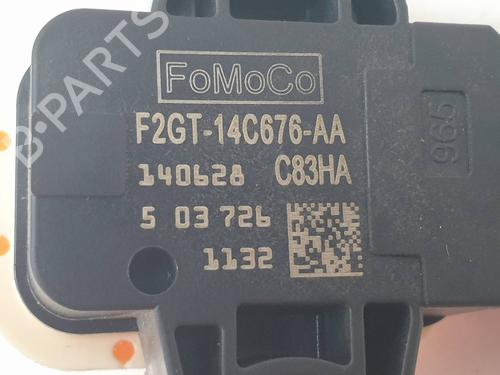 B-PARTS
FoMoCo
F2GT-14C676-AA
140628 C83HA
5 03 726
1132
965